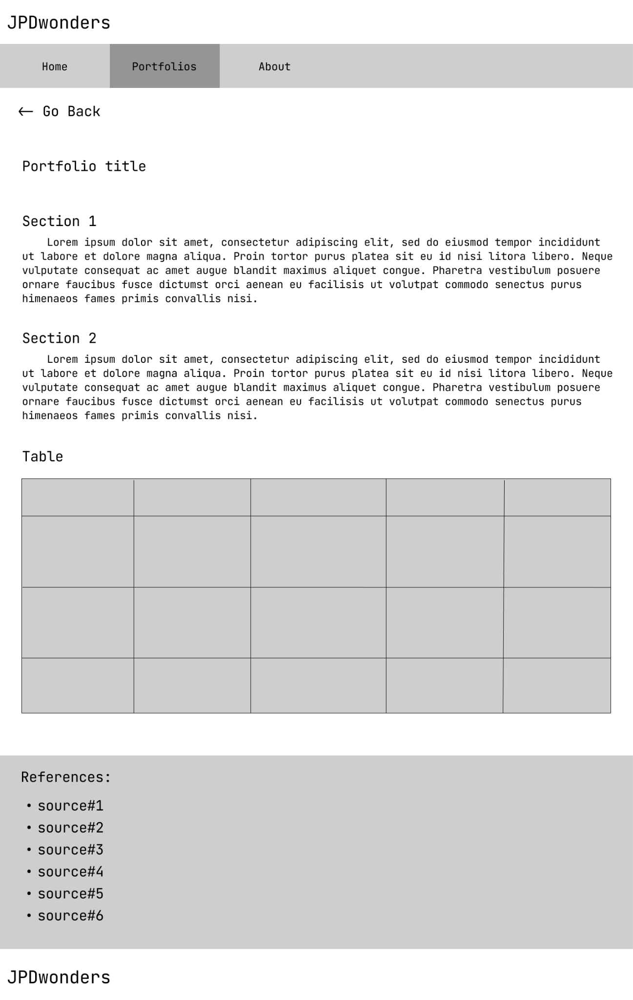 JPDwonders
Home Portfolios About
← Go Back
Portfolio title
Section 1
Lorem ipsum dolor sit amet, consectetur adipiscing elit, sed do eiusmod tempor incididunt
ut labore et dolore magna aliqua. Proin tortor purus platea sit eu id nisi litora libero. Neque
vulputate consequat ac amet augue blandit maximus aliquet congue. Pharetra vestibulum posuere
ornare faucibus fusce dictumst orci aenean eu facilisis ut volutpat commodo senectus purus
himenaeos fames primis convallis nisi.
Section 2
Lorem ipsum dolor sit amet, consectetur adipiscing elit, sed do eiusmod tempor incididunt
ut labore et dolore magna aliqua. Proin tortor purus platea sit eu id nisi litora libero. Neque
vulputate consequat ac amet augue blandit maximus aliquet congue. Pharetra vestibulum posuere
ornare faucibus fusce dictumst orci aenean eu facilisis ut volutpat commodo senectus purus
himenaeos fames primis convallis nisi.
Table
References:
• source#1
• source#2
• source#3
• source#4
• source#5
• source#6
JPDwonders